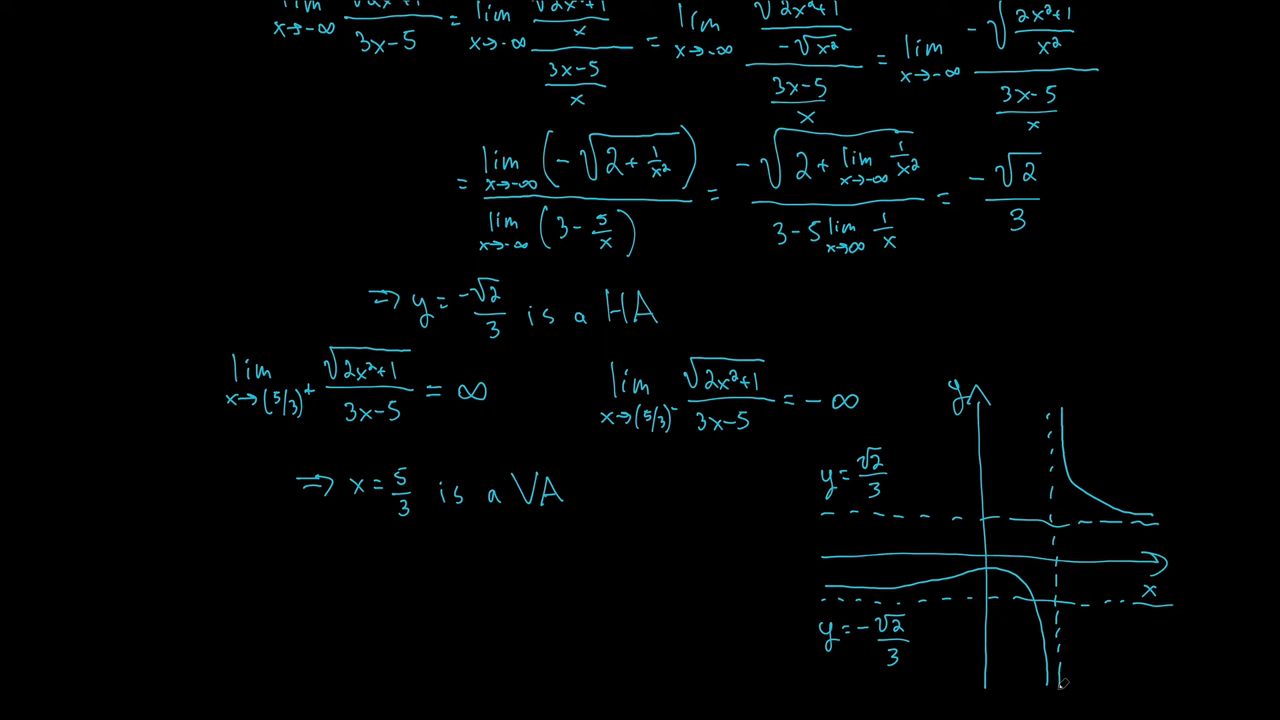 lim x→-∞ √(2x²+1) / (3x-5) = lim x→-∞ (√(2x²+1) / x) / ((3x-5) / x) = lim x→-∞ (√(2x²+1) / -√x²) / ((3x-5) / x) = lim x→-∞ -√((2x²+1) / x²) / ((3x-5) / x)
= lim x→-∞ (-√(2 + 1/x²)) / lim x→-∞ (3 - 5/x) = -√(2 + lim x→-∞ 1/x²) / (3 - 5 lim x→∞ 1/x) = -√2 / 3
⇒ y = -√2/3 is a HA
lim x→(5/3)⁺ √(2x²+1) / (3x-5) = ∞ lim x→(5/3)⁻ √(2x²+1) / (3x-5) = -∞
⇒ x = 5/3 is a VA
y
y = √2/3
x
y = -√2/3